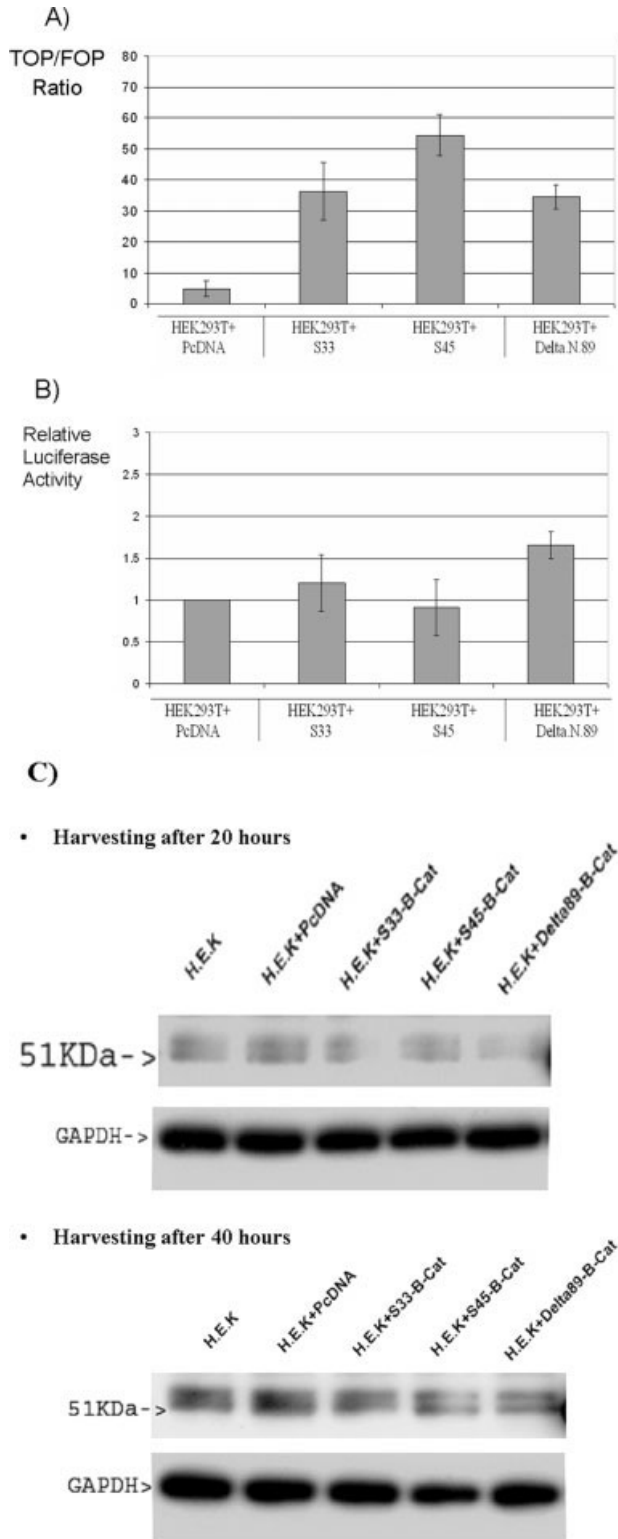 A)
TOP/FOP
Ratio
80
70
60
50
40
30
20
10
0
HEK293T+
PcDNA
HEK293T+
S33
HEK293T+
S45
HEK293T+
Delta.N.89
B)
Relative
Luciferase
Activity
3
2.5
2
1.5
1
0.5
0
HEK293T+
PcDNA
HEK293T+
S33
HEK293T+
S45
HEK293T+
Delta.N.89
C)
• Harvesting after 20 hours
H.E.K
H.E.K+PcDNA
H.E.K+S33-B-Cat
H.E.K+S45-B-Cat
H.E.K+Delta89-B-Cat
51KDa->
GAPDH->
• Harvesting after 40 hours
H.E.K
H.E.K+PcDNA
H.E.K+S33-B-Cat
H.E.K+S45-B-Cat
H.E.K+Delta89-B-Cat
51KDa->
GAPDH>